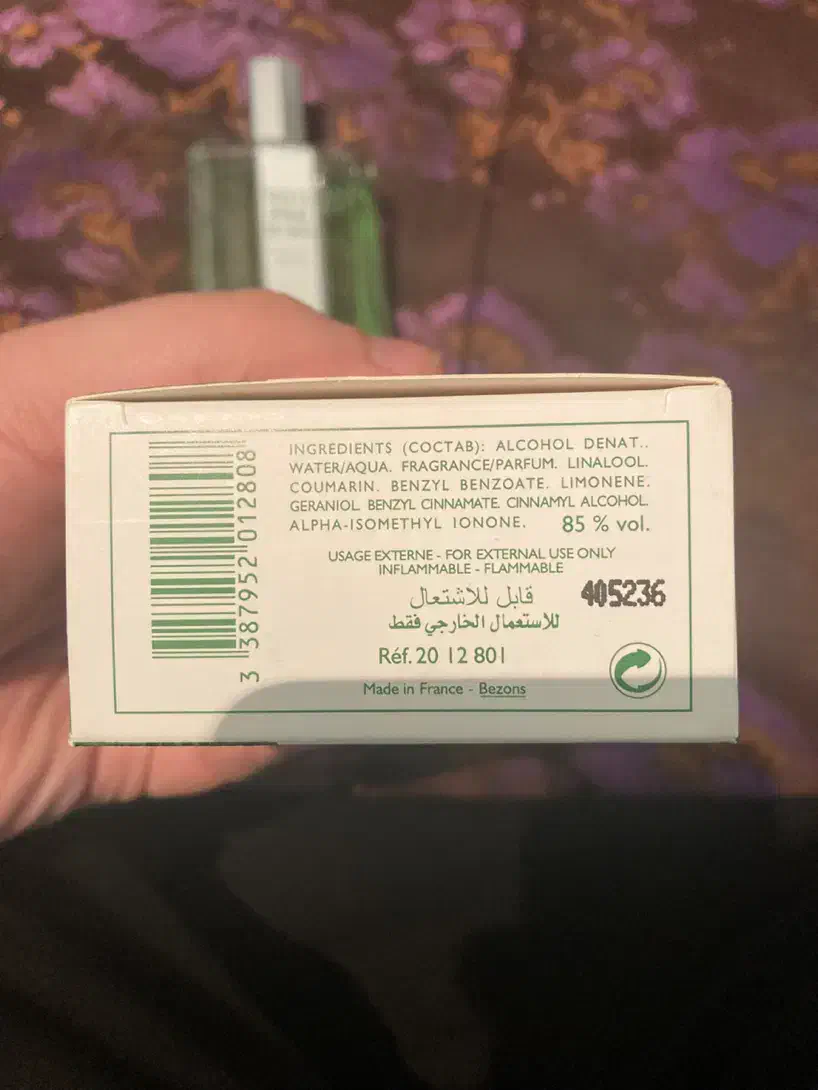 INGREDIENTS (COCTAB): ALCOHOL DENAT..
WATER/AQUA. FRAGRANCE/PARFUM. LINALOOL.
COUMARIN. BENZYL BENZOATE. LIMONENE.
GERANIOL. BENZYL CINNAMATE. CINNAMYL ALCOHOL.
ALPHA-ISOMETHYL IONONE. 85 % vol.
USAGE EXTERNE - FOR EXTERNAL USE ONLY
INFLAMMABLE - FLAMMABLE
قابل للاشتعال
405236
للاستعمال الخارجي فقط
Réf. 20 12 801
Made in France - Bezons
3 387952 012808